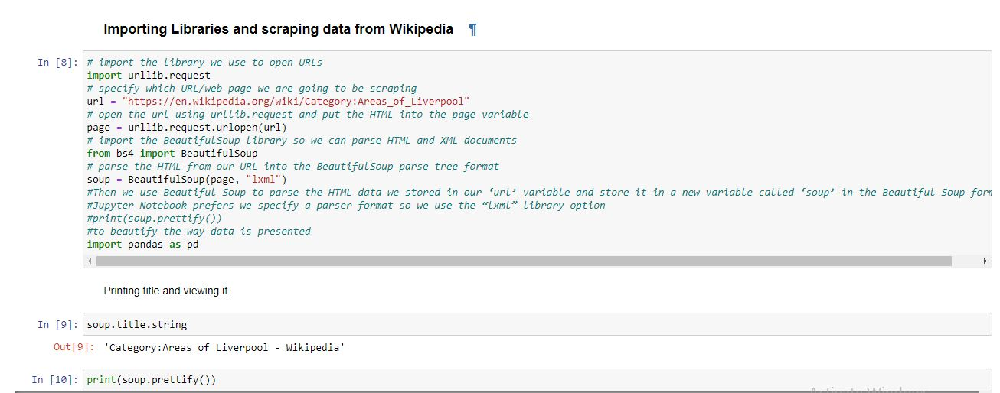 Importing Libraries and scraping data from Wikipedia ¶
In [8]: # import the library we use to open URLs
import urllib.request
# specify which URL/web page we are going to be scraping
url = "https://en.wikipedia.org/wiki/Category:Areas_of_Liverpool"
# open the url using urllib.request and put the HTML into the page variable
page = urllib.request.urlopen(url)
# import the BeautifulSoup library so we can parse HTML and XML documents
from bs4 import BeautifulSoup
# parse the HTML from our URL into the BeautifulSoup parse tree format
soup = BeautifulSoup(page, "lxml")
#Then we use Beautiful Soup to parse the HTML data we stored in our ‘url’ variable and store it in a new variable called ‘soup’ in the Beautiful Soup
#Jupyter Notebook prefers we specify a parser format so we use the “lxml” library option
#print(soup.prettify())
#to beautify the way data is presented
import pandas as pd
Printing title and viewing it
In [9]: soup.title.string
Out[9]: 'Category:Areas of Liverpool - Wikipedia'
In [10]: print(soup.prettify())